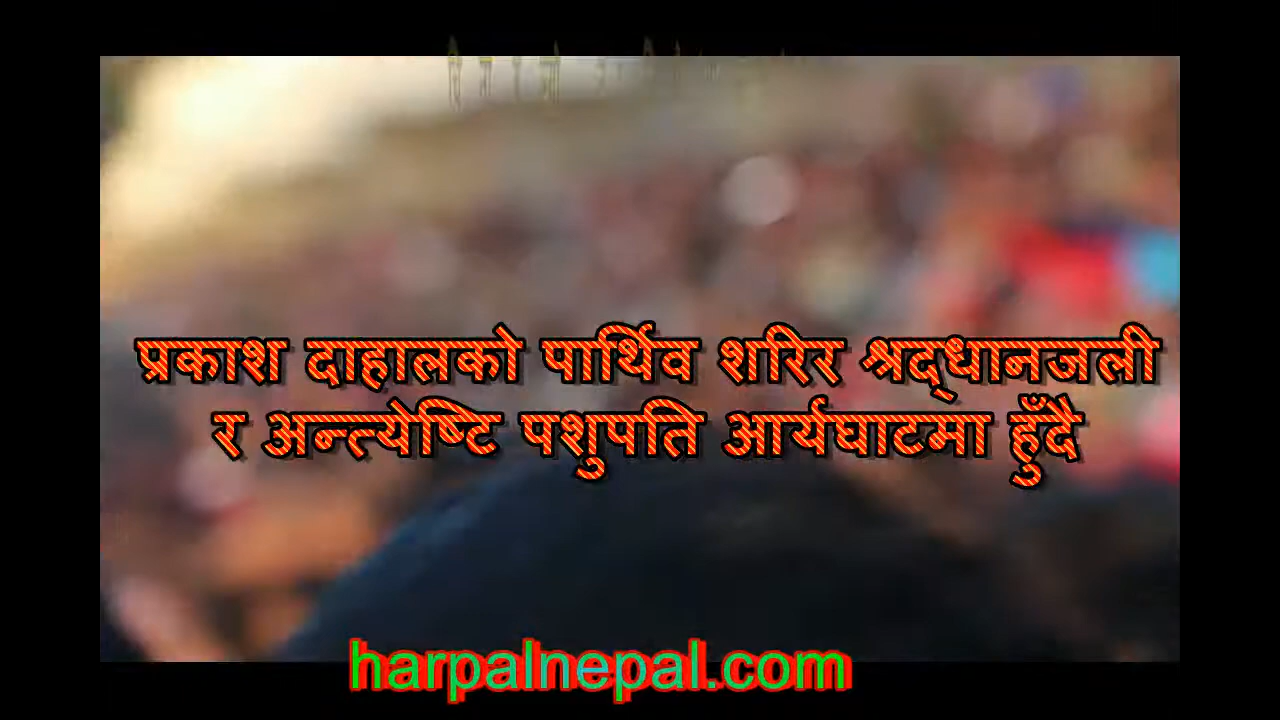 प्रकाश दाहालको पार्थिव शरिर श्रद्धानजली
र अन्त्येष्टि पशुपति आर्यघाटमा हुँदै
harpalnepal.com